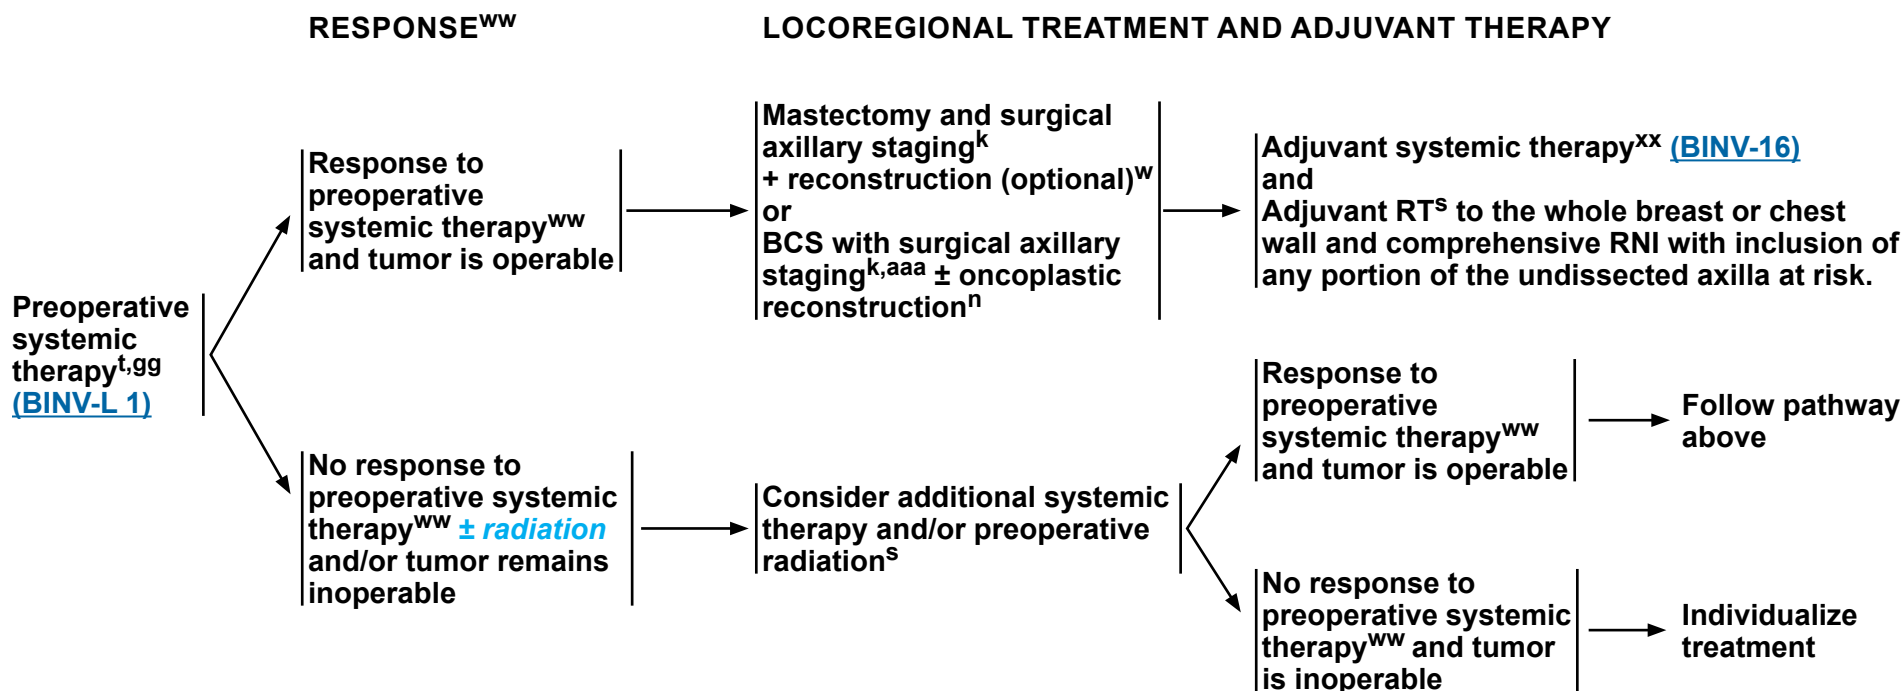 RESPONSEww
LOCOREGIONAL TREATMENT AND ADJUVANT THERAPY
Preoperative
systemic
therapyt,gg
(BINV-L 1)
Response to
preoperative
systemic therapyww
and tumor is operable
Mastectomy and surgical
axillary stagingk
+ reconstruction (optional)w
or
BCS with surgical axillary
stagingk,aaa ± oncoplastic
reconstructionn
Adjuvant systemic therapyxx (BINV-16)
and
Adjuvant RTs to the whole breast or chest
wall and comprehensive RNI with inclusion of
any portion of the undissected axilla at risk.
No response to
preoperative systemic
therapyww ± radiation
and/or tumor remains
inoperable
Consider additional systemic
therapy and/or preoperative
radiations
Response to
preoperative
systemic therapyww
and tumor is operable
Follow pathway
above
No response to
preoperative systemic
therapyww and tumor
is inoperable
Individualize
treatment